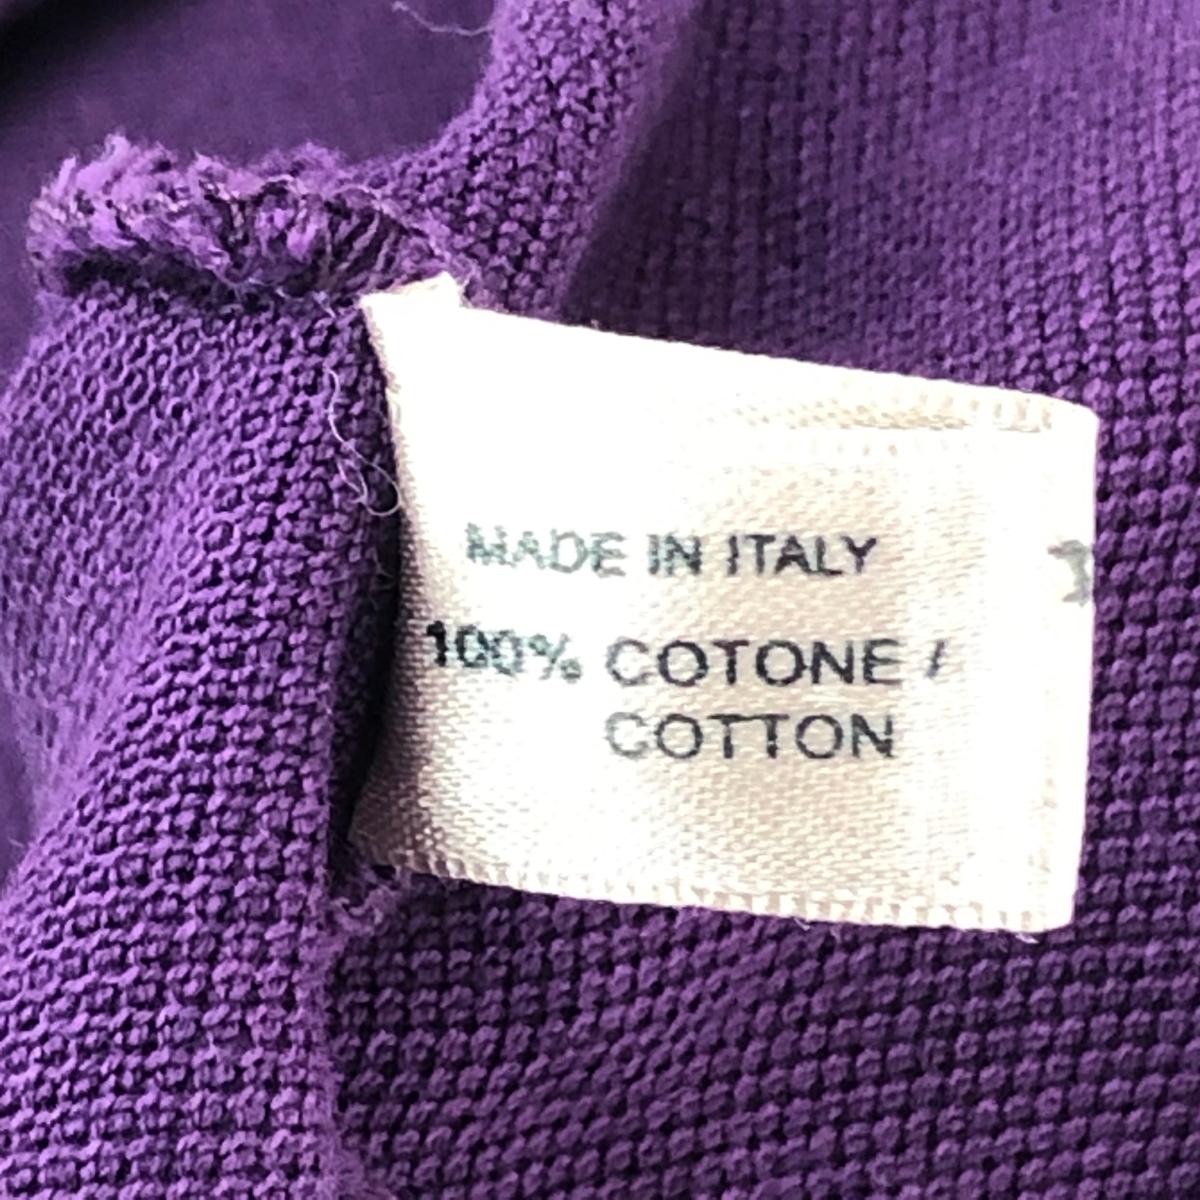 MADE IN ITALY
100% COTONE /
COTTON